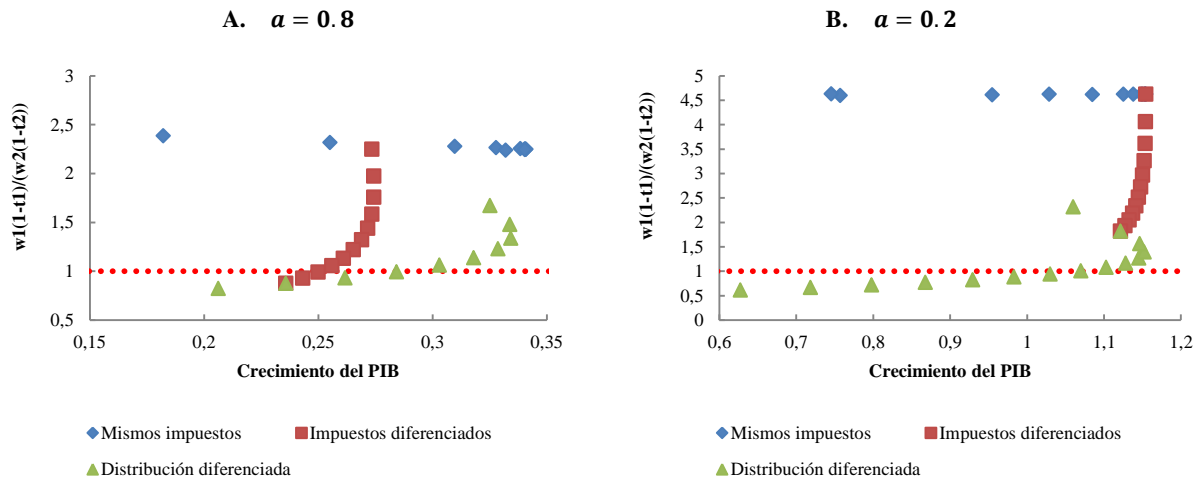 A. a = 0.8
w1(1-t1)/(w2(1-t2))
3
2,5
2
1,5
1
0,5
0,15 0,2 0,25 0,3 0,35
Crecimiento del PIB
Mismos impuestos Impuestos diferenciados
Distribución diferenciada
B. a = 0.2
w1(1-t1)/(w2(1-t2))
5
4,5
4
3,5
3
2,5
2
1,5
1
0,5
0
0,6 0,7 0,8 0,9 1 1,1 1,2
Crecimiento del PIB
Mismos impuestos Impuestos diferenciados
Distribución diferenciada